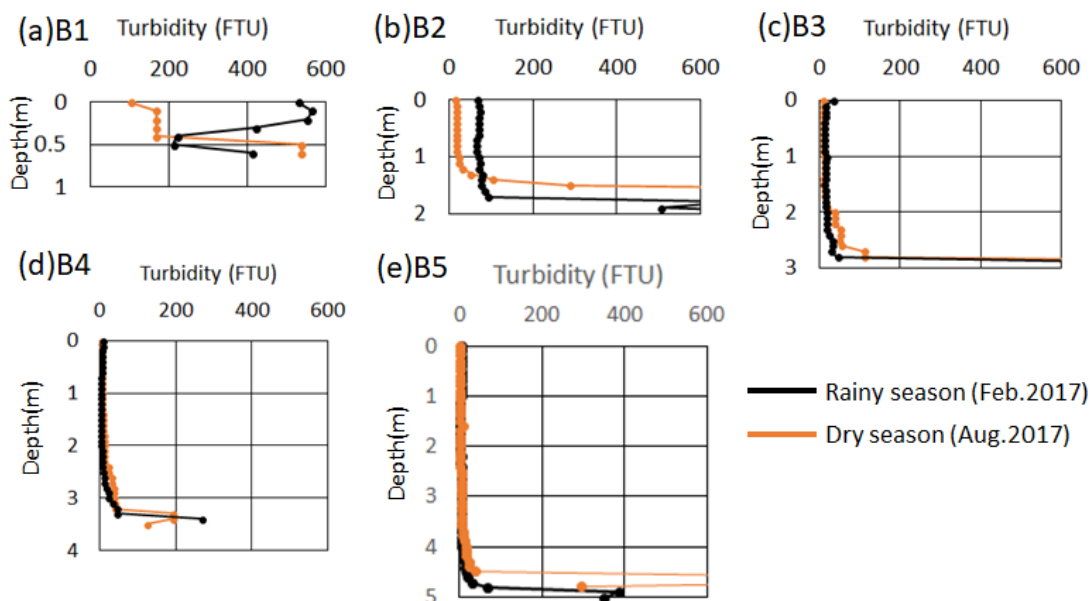 (a)B1
Turbidity (FTU)
0 200 400 600
0
0.5
1
Depth(m)
(b)B2
Turbidity (FTU)
0 200 400 600
0
1
2
Depth(m)
(c)B3
Turbidity (FTU)
0 200 400 600
0
1
2
3
Depth(m)
(d)B4
Turbidity (FTU)
0 200 400 600
0
1
2
3
4
Depth(m)
(e)B5
Turbidity (FTU)
0 200 400 600
0
1
2
3
4
5
Depth(m)
Rainy season (Feb.2017)
Dry season (Aug.2017)